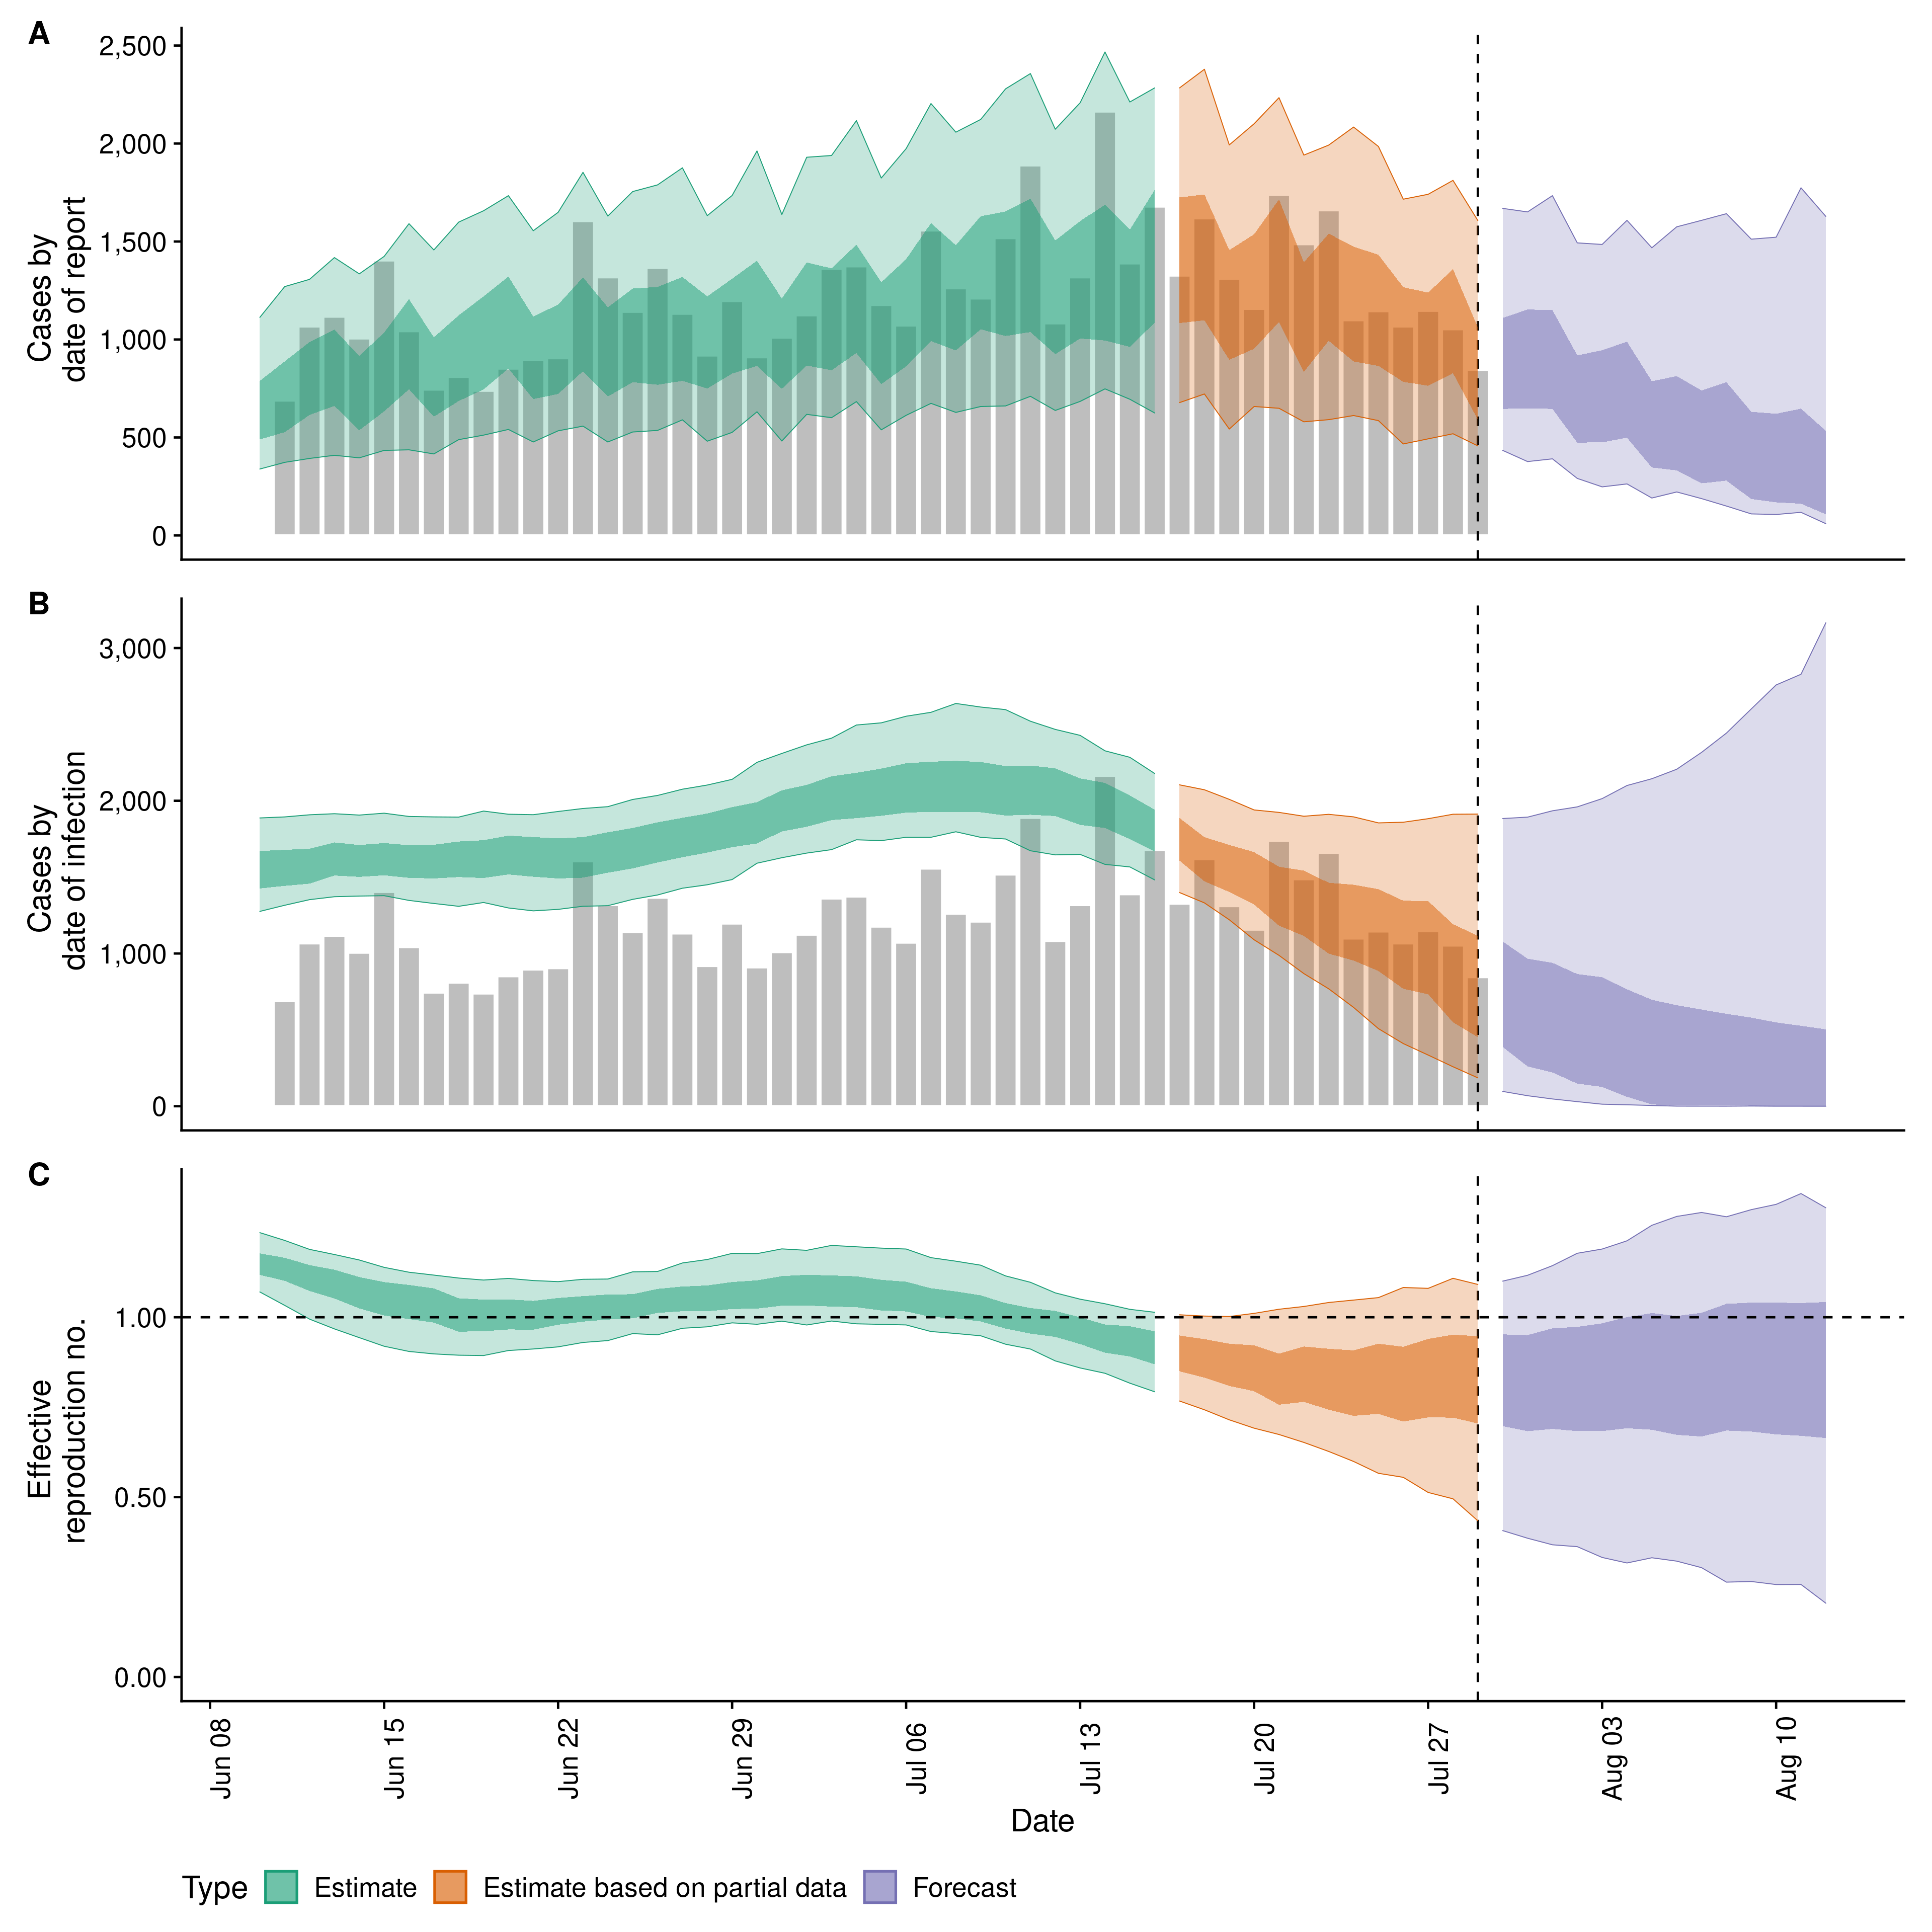 A
2,500
2,000
1,500
1,000
500
0
Cases by
date of report
B
3,000
2,000
1,000
0
Cases by
date of infection
C
1.00
0.50
0.00
Effective
reproduction no.
Jun 08
Jun 15
Jun 22
Jun 29
Jul 06
Jul 13
Jul 20
Jul 27
Aug 03
Aug 10
Date
Type
Estimate
Estimate based on partial data
Forecast